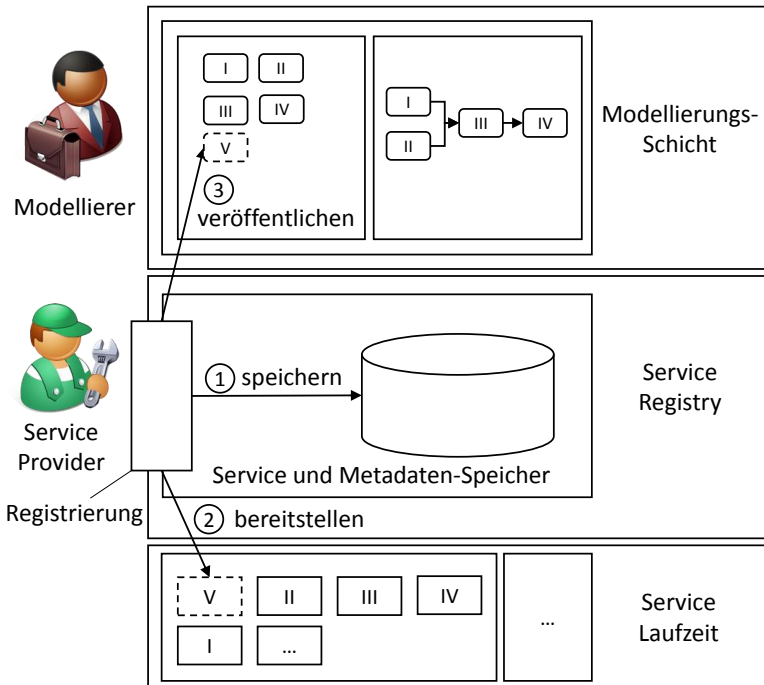 I
II
III
IV
V
3
veröffentlichen
I
II
III
IV
Modellierungs-
Schicht
Modellierer
1 speichern
Service
Registry
Service
Provider
Service und Metadaten-Speicher
Registrierung
2 bereitstellen
V
II
III
IV
I
...
...
Service
Laufzeit